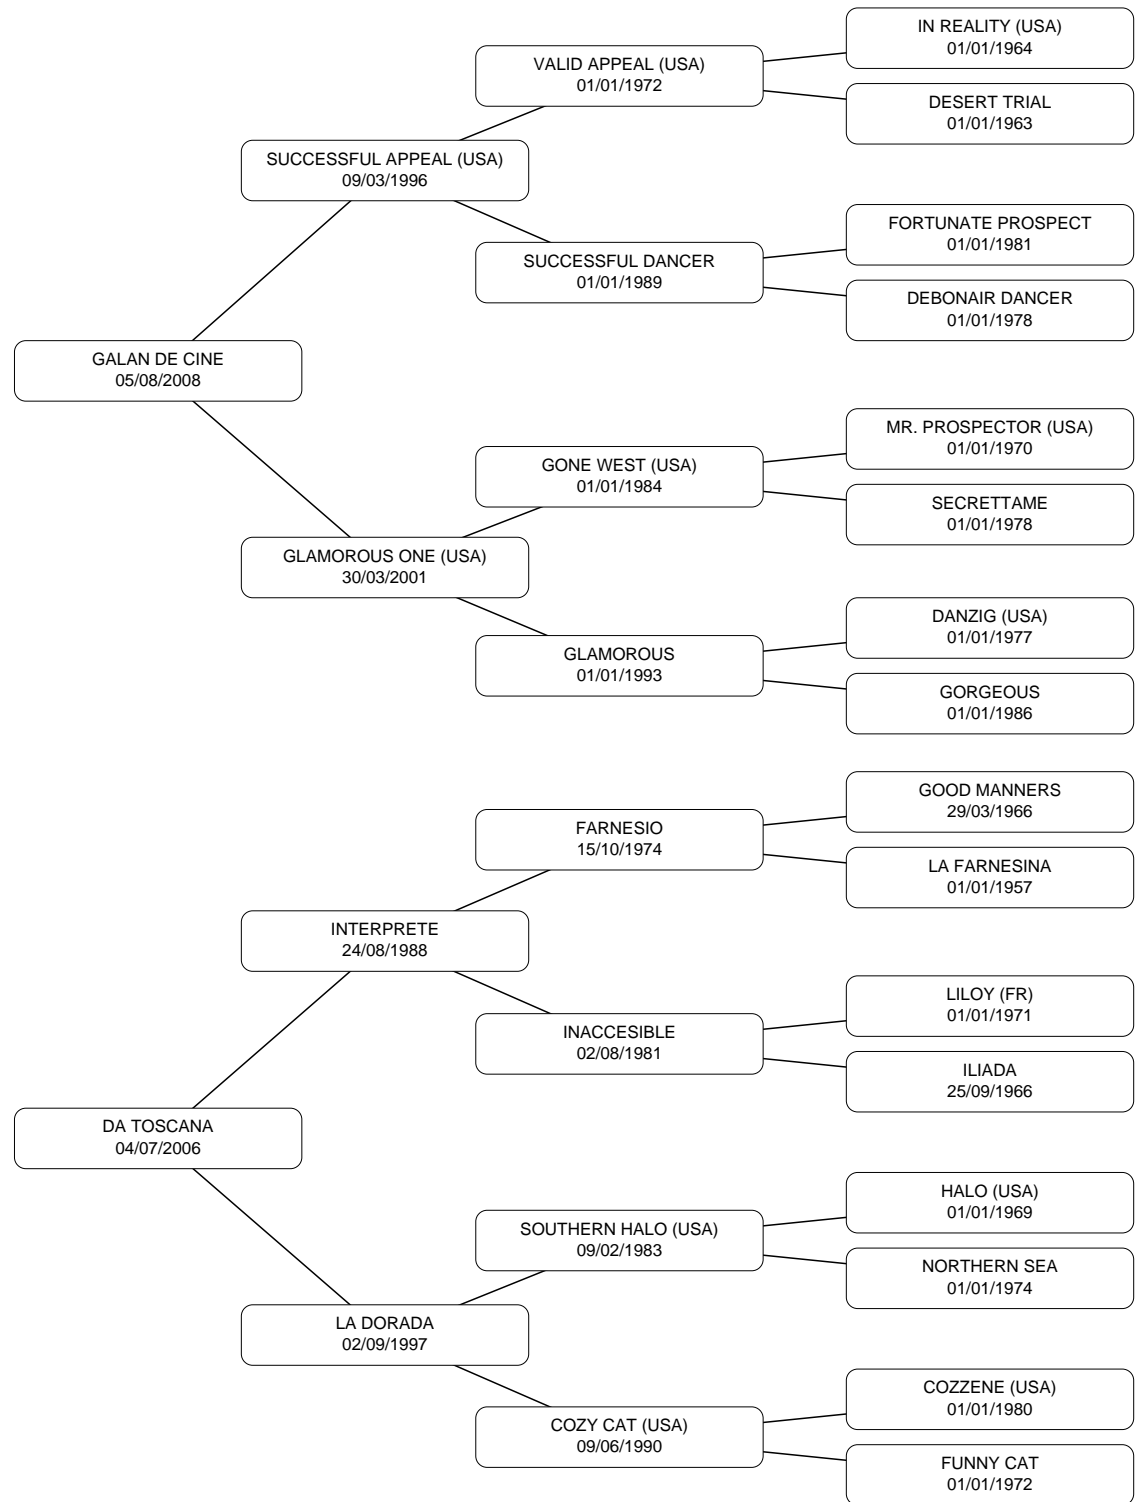 IN REALITY (USA)
01/01/1964
VALID APPEAL (USA)
01/01/1972
DESERT TRIAL
01/01/1963
SUCCESSFUL APPEAL (USA)
09/03/1996
FORTUNATE PROSPECT
01/01/1981
SUCCESSFUL DANCER
01/01/1989
DEBONAIR DANCER
01/01/1978
GALAN DE CINE
05/08/2008
MR. PROSPECTOR (USA)
01/01/1970
GONE WEST (USA)
01/01/1984
SECRETTAME
01/01/1978
GLAMOROUS ONE (USA)
30/03/2001
DANZIG (USA)
01/01/1977
GLAMOROUS
01/01/1993
GORGEOUS
01/01/1986
GOOD MANNERS
29/03/1966
FARNESIO
15/10/1974
LA FARNESINA
01/01/1957
INTERPRETE
24/08/1988
LILOY (FR)
01/01/1971
INACCESIBLE
02/08/1981
ILIADA
25/09/1966
DA TOSCANA
04/07/2006
HALO (USA)
01/01/1969
SOUTHERN HALO (USA)
09/02/1983
NORTHERN SEA
01/01/1974
LA DORADA
02/09/1997
COZZENE (USA)
01/01/1980
COZY CAT (USA)
09/06/1990
FUNNY CAT
01/01/1972